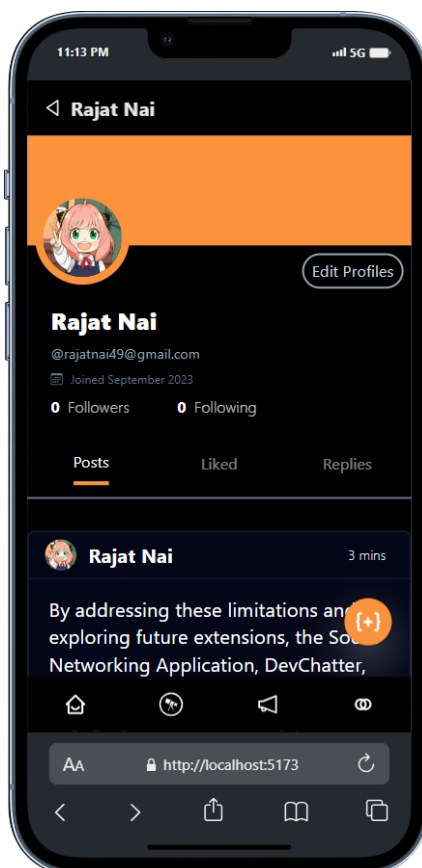 11:13 PM 5G
Rajat Nai
Edit Profiles
Rajat Nai
@rajatnai49@gmail.com
Joined September 2023
0 Followers 0 Following
Posts Liked Replies
Rajat Nai 3 mins
By addressing these limitations and
exploring future extensions, the So
Networking Application, DevChatter,
{+}
AA http://localhost:5173